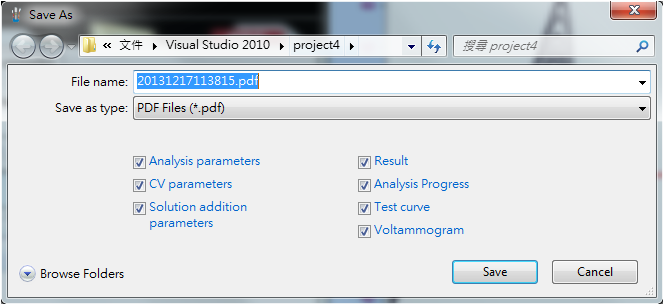 Save As
« 文件 Visual Studio 2010 project4 搜尋 project4
File name: 20131217113815.pdf
Save as type: PDF Files (*.pdf)
Analysis parameters Result
CV parameters Analysis Progress
Solution addition Test curve
parameters
Voltammogram
Browse Folders Save Cancel